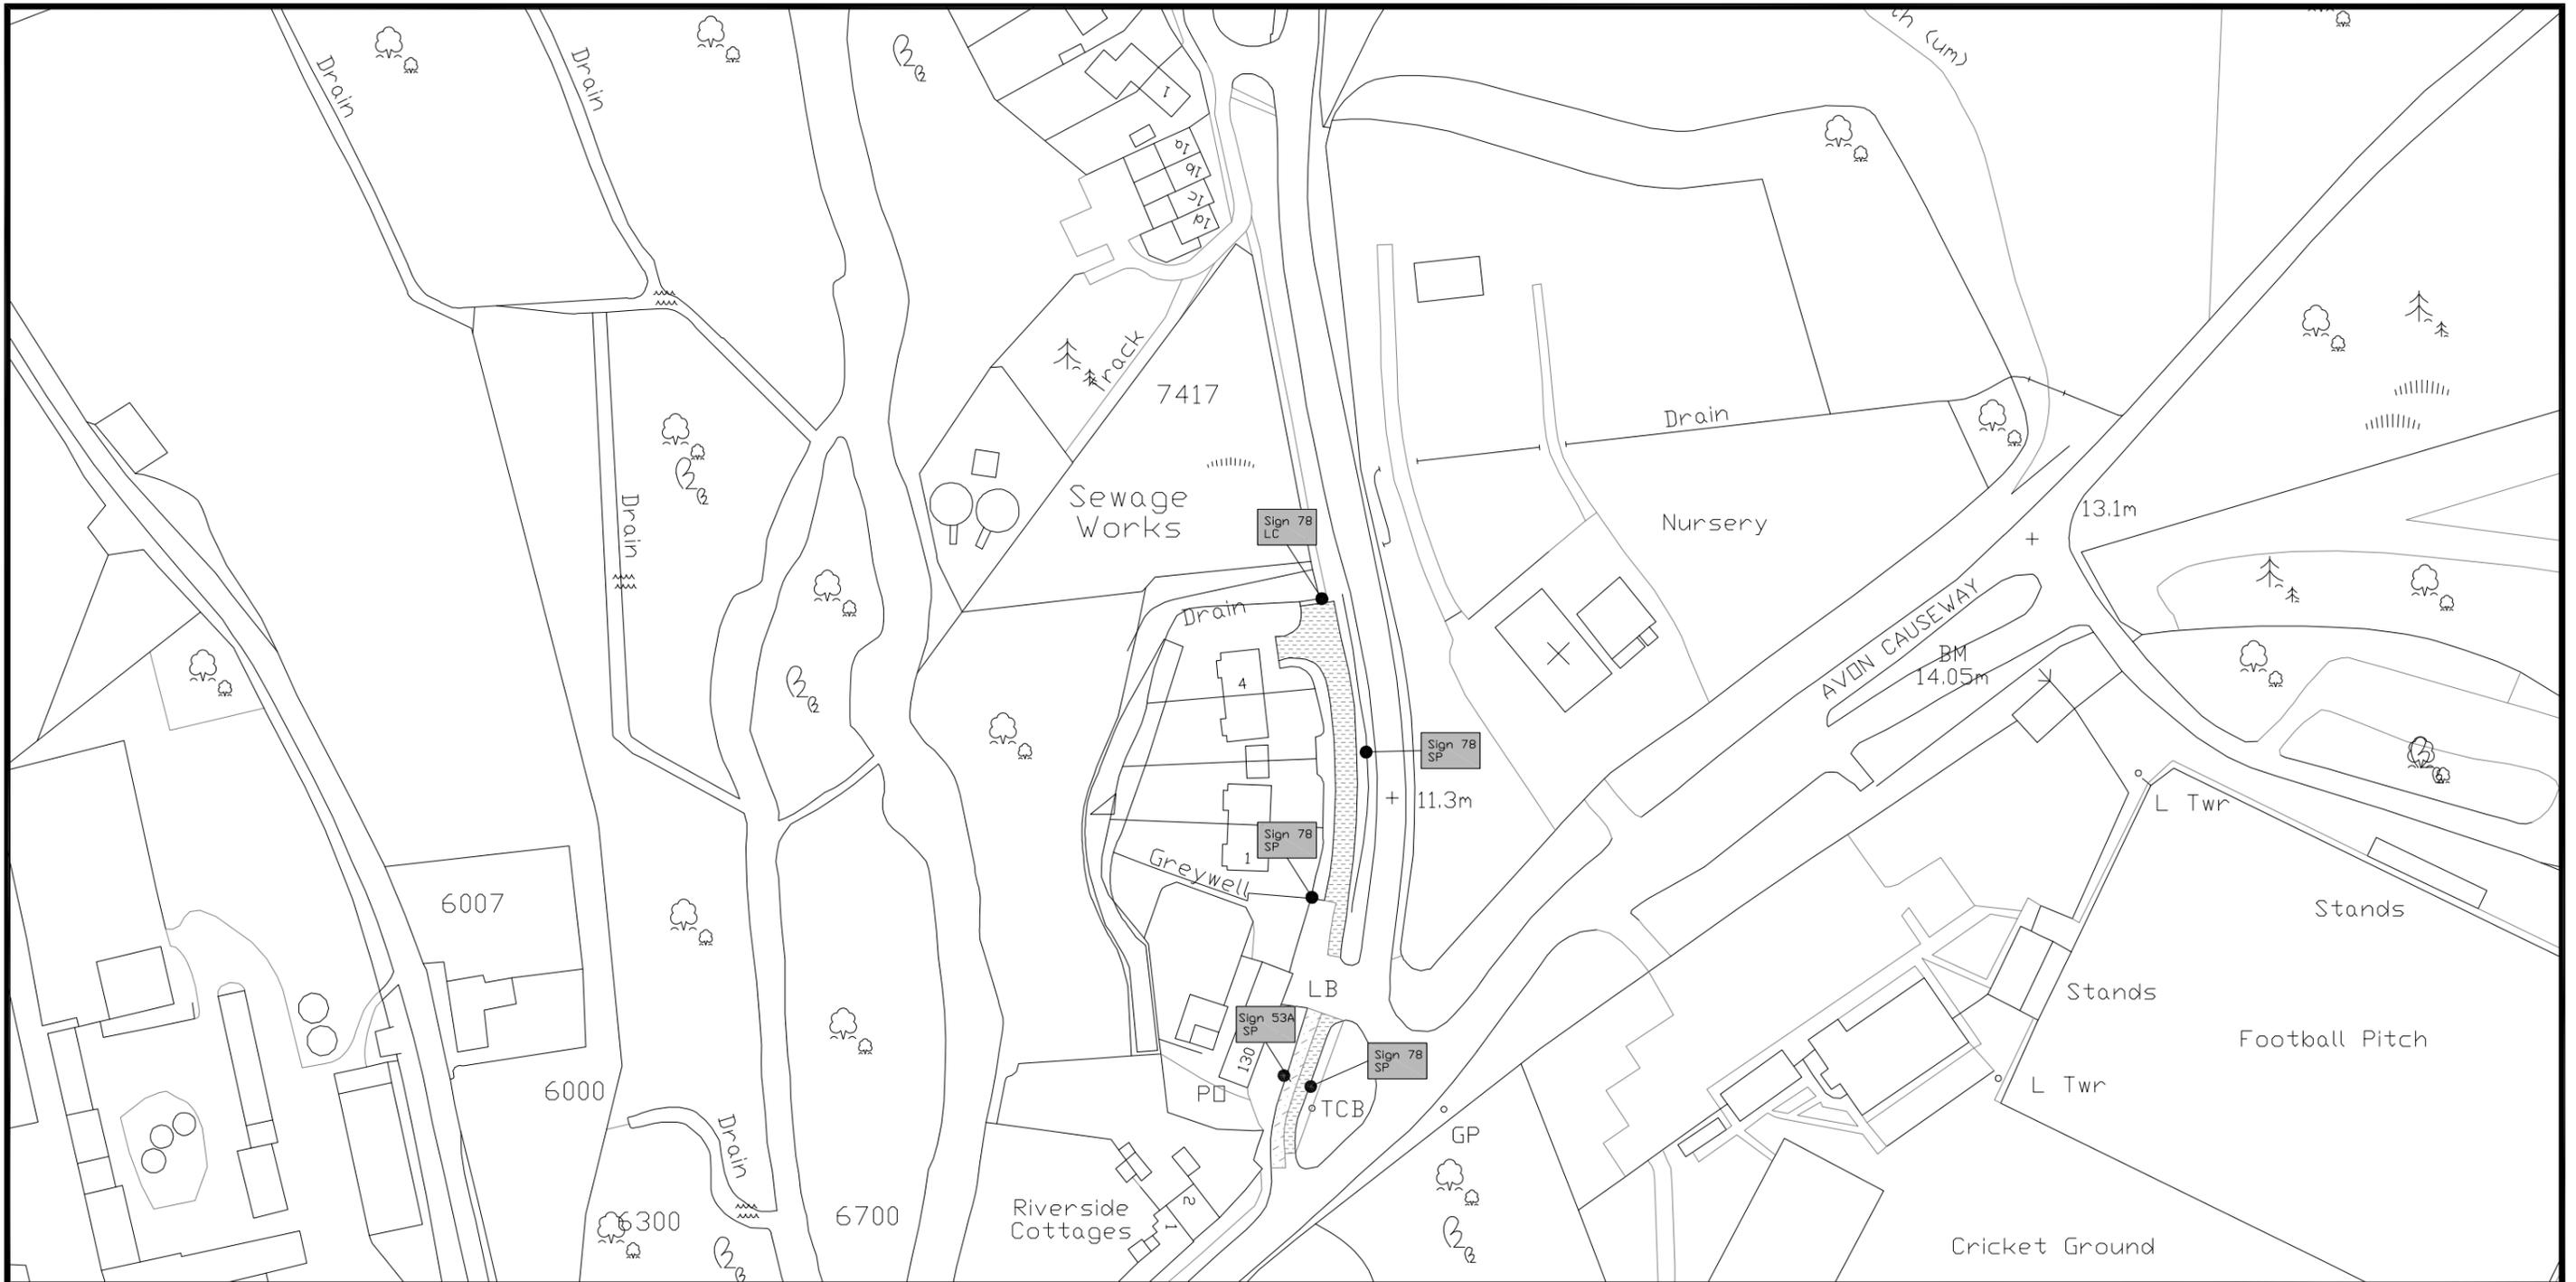 Drain
Drain
th (um)
1
1a
1b
1c
1d
Track
7417
Drain
Sewage
Works
Drain
Nursery
13.1m
Sign 78
LC
Drain
AVON CAUSEWAY
BM
14.05m
4
Sign 78
SP
11.3m
L Twr
Sign 78
SP
1
Greywell
6007
Stands
LB
Stands
Sign 53A
SP
Football Pitch
130
Sign 78
SP
6000
PO
TCB
L Twr
GP
Drain
Riverside
Cottages
2
1
6300
6700
Cricket Ground